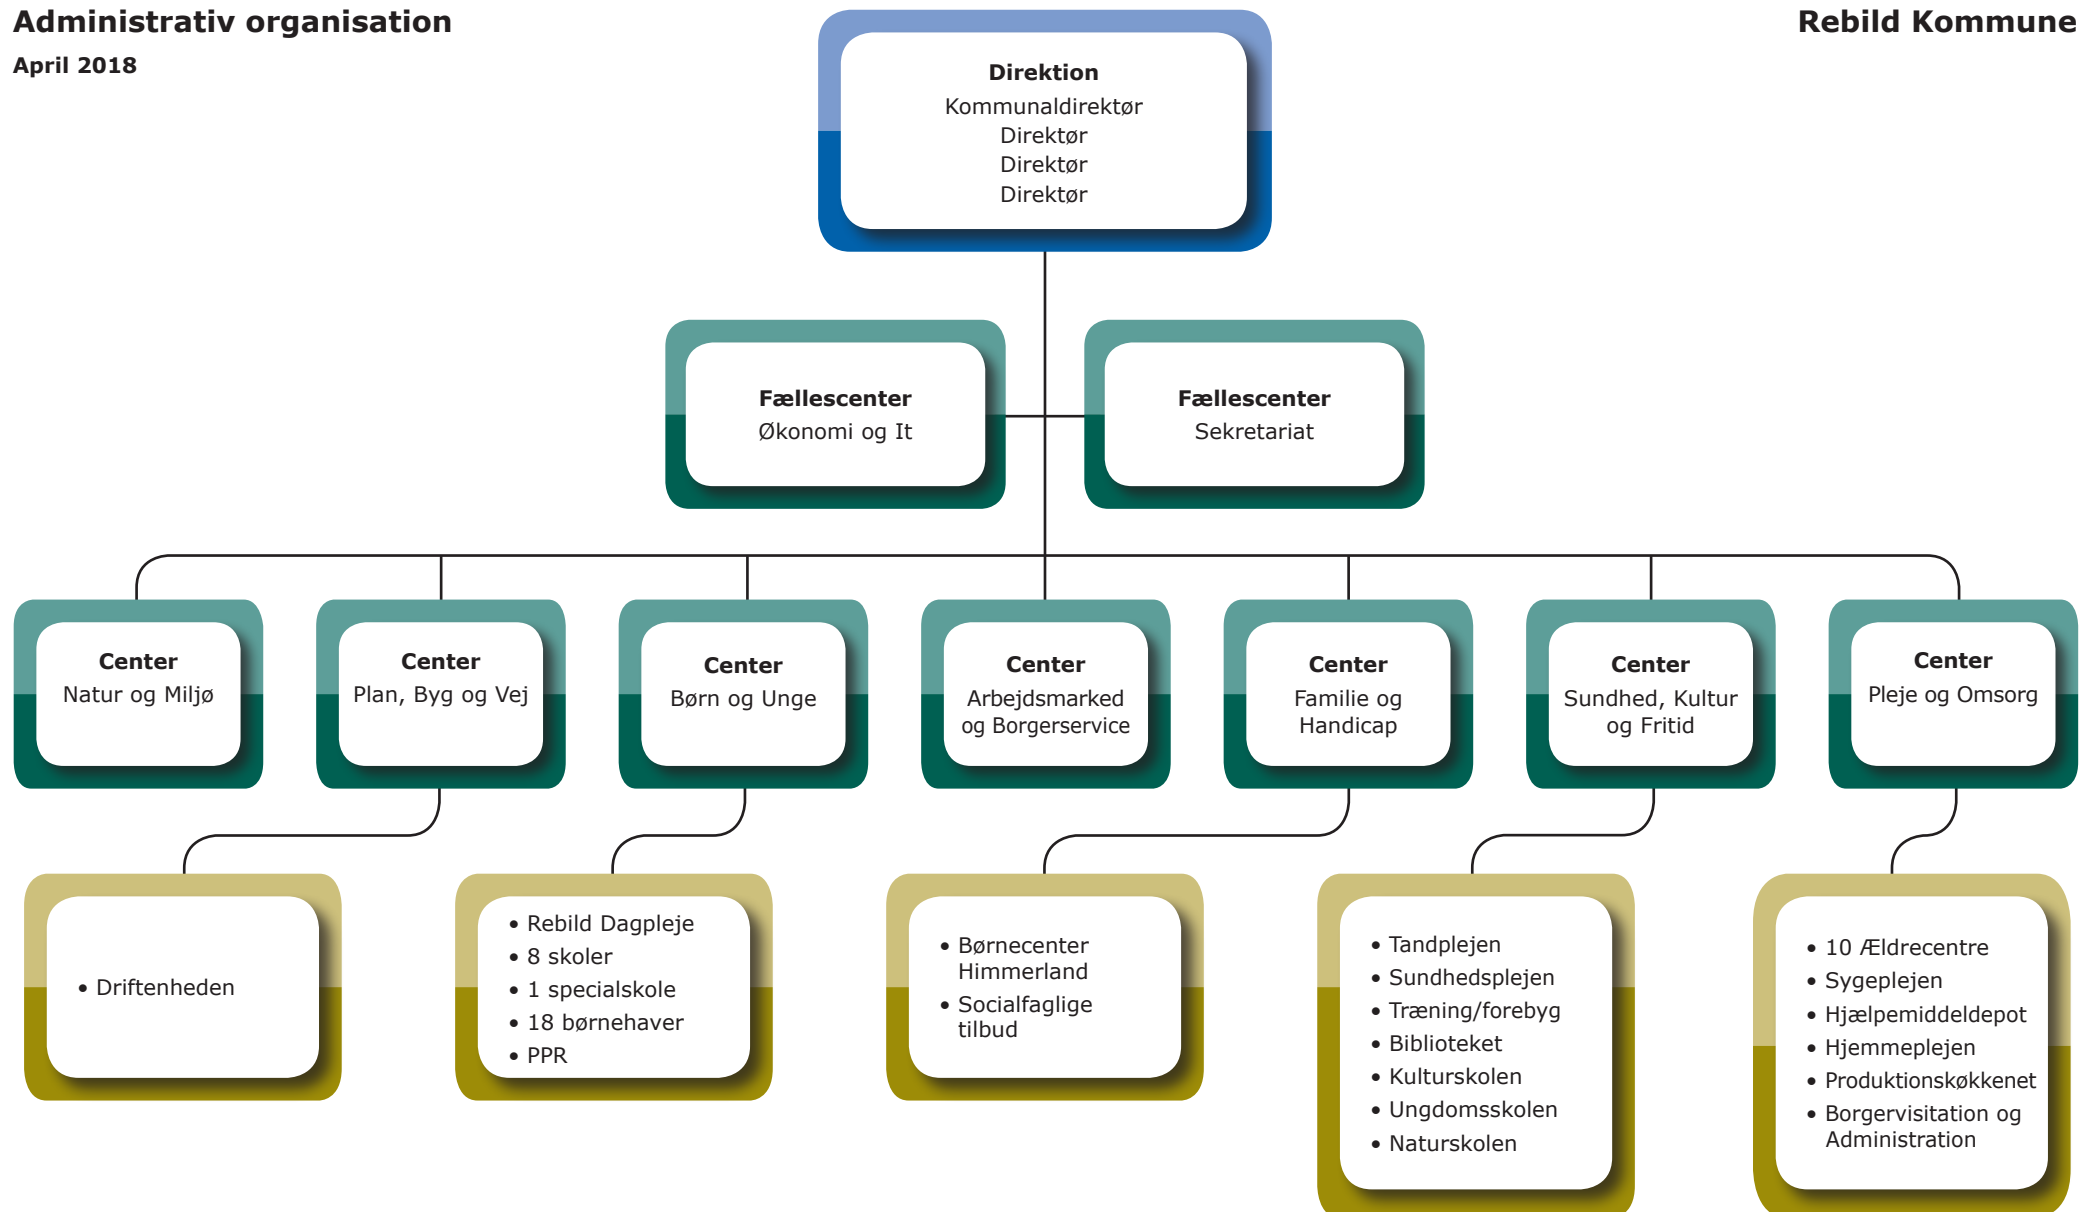 Administrativ organisation
April 2018
Rebild Kommune
Direktion
Kommunaldirektør
Direktør
Direktør
Direktør
Fællescenter
Økonomi og It
Fællescenter
Sekretariat
Center
Natur og Miljø
Center
Plan, Byg og Vej
Center
Børn og Unge
Center
Arbejdsmarked
og Borgerservice
Center
Familie og
Handicap
Center
Sundhed, Kultur
og Fritid
Center
Pleje og Omsorg
• Driftenheden
• Rebild Dagpleje
• 8 skoler
• 1 specialskole
• 18 børnehaver
• PPR
• Børnecenter
Himmerland
• Socialfaglige
tilbud
• Tandplejen
• Sundhedsplejen
• Træning/forebyg
• Biblioteket
• Kulturskolen
• Ungdomsskolen
• Naturskolen
• 10 Ældrecentre
• Sygeplejen
• Hjælpemiddeldepot
• Hjemmeplejen
• Produktionskøkkenet
• Borgervisitation og
Administration